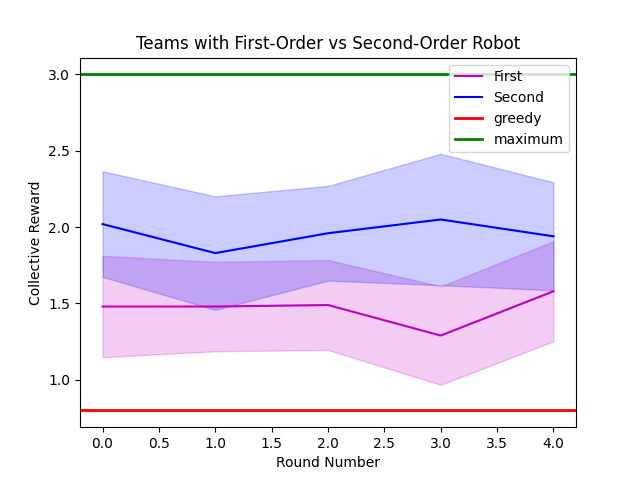 Teams with First-Order vs Second-Order Robot
3.0
2.5
2.0
1.5
1.0
Collective Reward
First
Second
greedy
maximum
0.0 0.5 1.0 1.5 2.0 2.5 3.0 3.5 4.0
Round Number